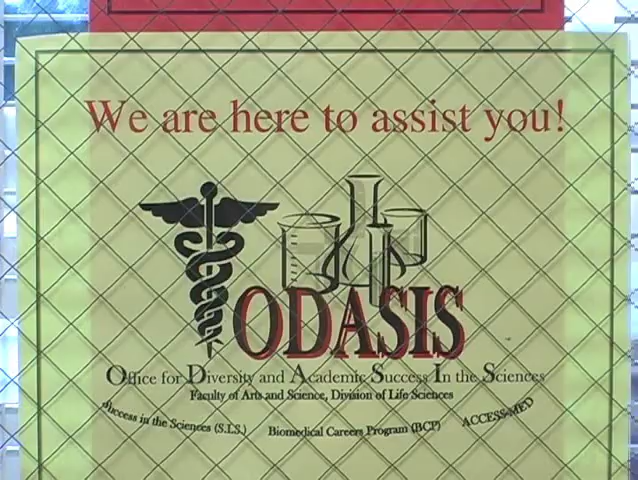 We are here to assist you!
ODASIS
Office for Diversity and Academic Success In the Sciences
Faculty of Arts and Science, Division of Life Sciences
Success in the Sciences (S.I.S.) Biomedical Careers Program (BCP) ACCESS-MED